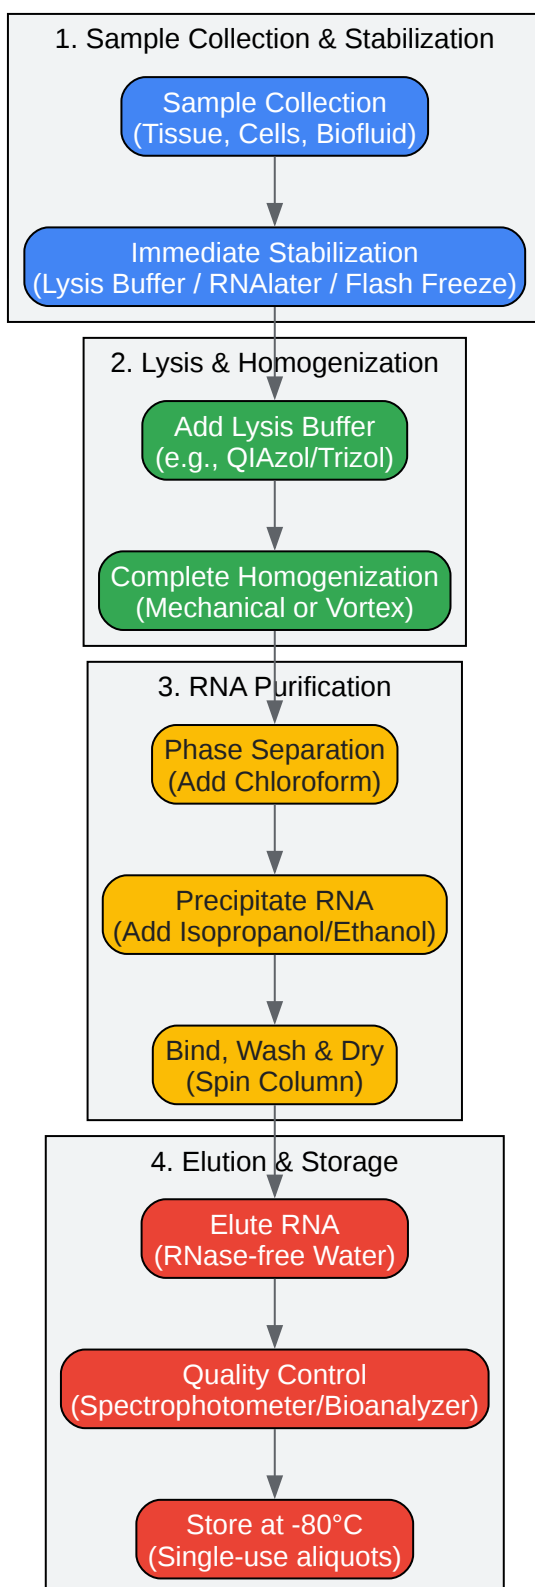 1. Sample Collection & Stabilization
Sample Collection
(Tissue, Cells, Biofluid)
Immediate Stabilization
(Lysis Buffer / RNAlater / Flash Freeze)
2. Lysis & Homogenization
Add Lysis Buffer
(e.g., QIAzol/Trizol)
Complete Homogenization
(Mechanical or Vortex)
3. RNA Purification
Phase Separation
(Add Chloroform)
Precipitate RNA
(Add Isopropanol/Ethanol)
Bind, Wash & Dry
(Spin Column)
4. Elution & Storage
Elute RNA
(RNase-free Water)
Quality Control
(Spectrophotometer/Bioanalyzer)
Store at -80°C
(Single-use aliquots)